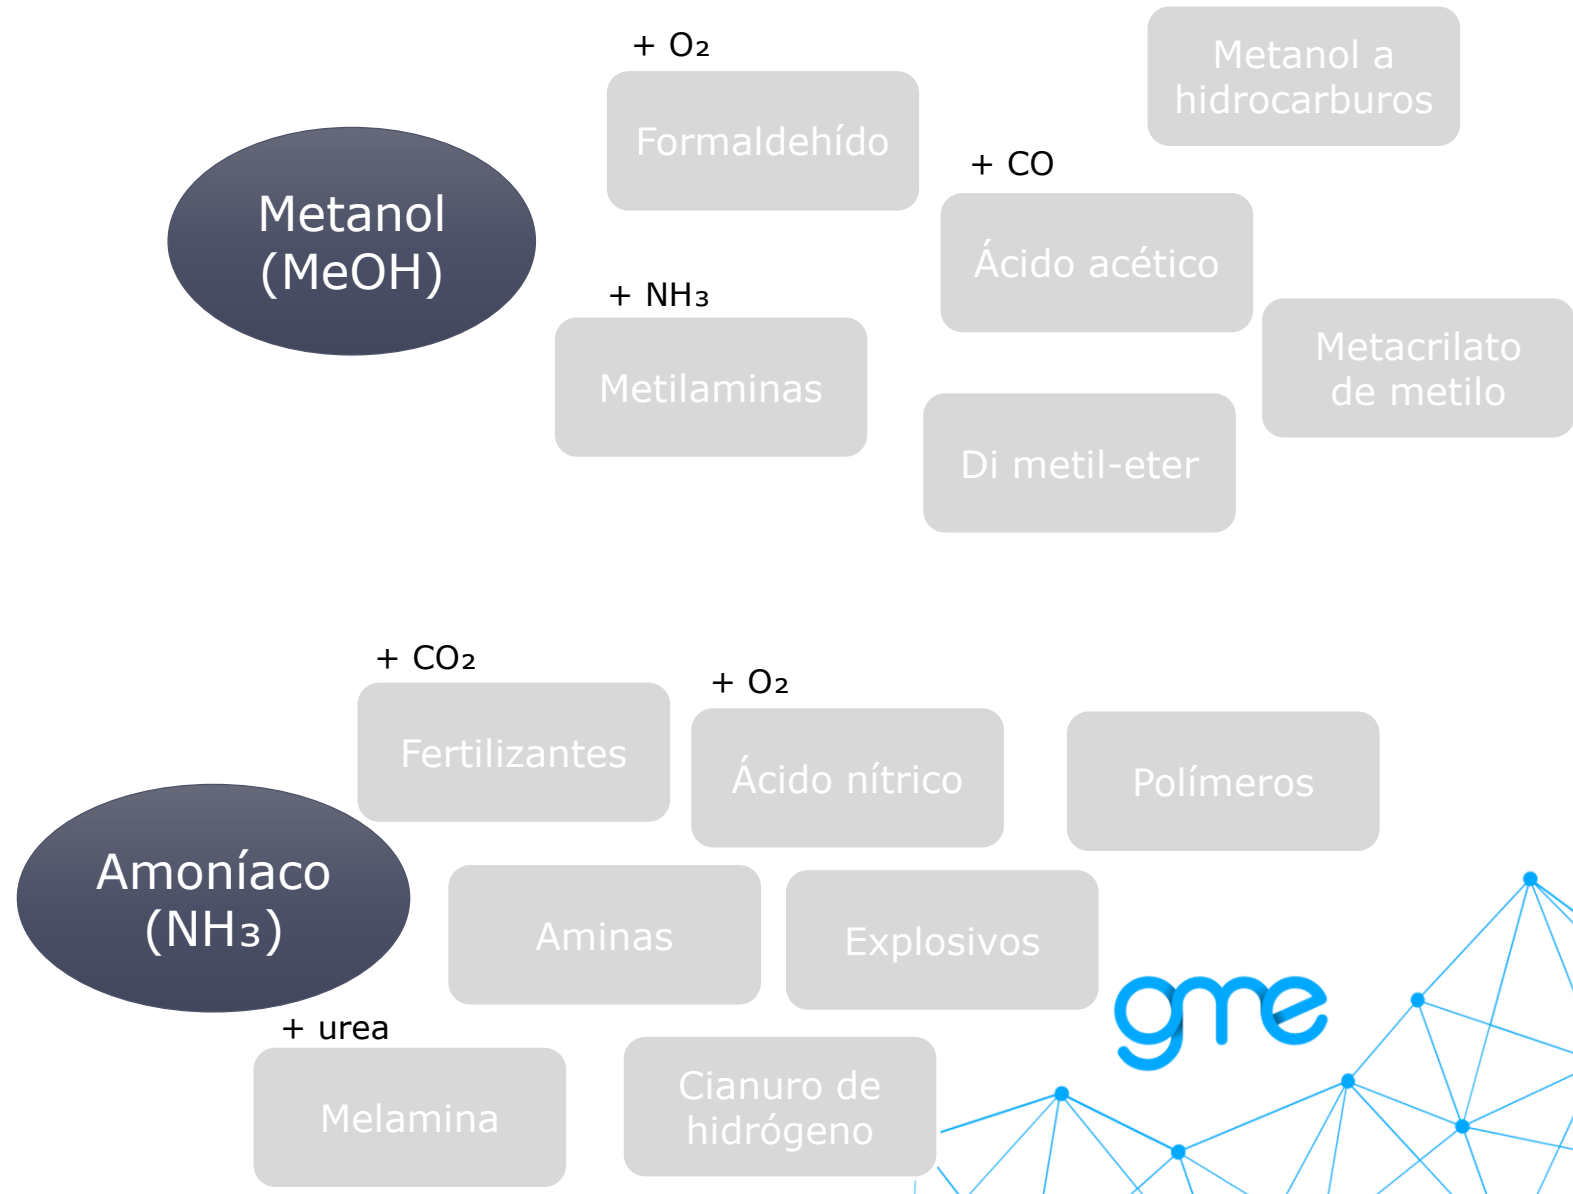 + O₂
Formaldehído
Metanol a
hidrocarburos
Metanol
(MeOH)
+ CO
Ácido acético
+ NH₃
Metilaminas
Metacrilato
de metilo
Di metil-eter
+ CO₂
Fertilizantes
+ O₂
Ácido nítrico
Polímeros
Amoníaco
(NH₃)
Aminas
Explosivos
+ urea
Melamina
Cianuro de
hidrógeno
gme